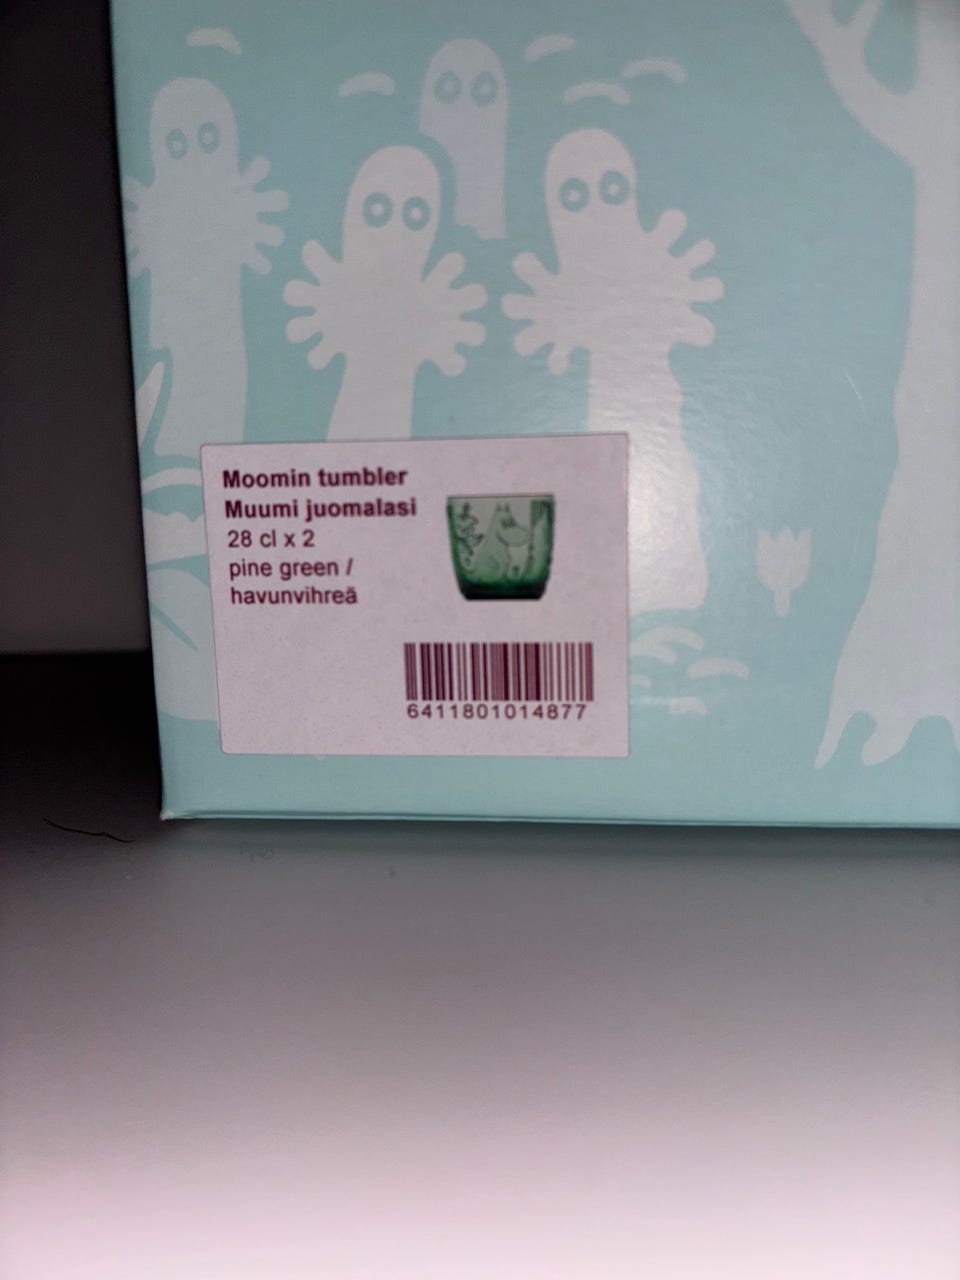 Moomin tumbler
Muumi juomalasi
28 cl x 2
pine green /
havunvihreä
6411801014877